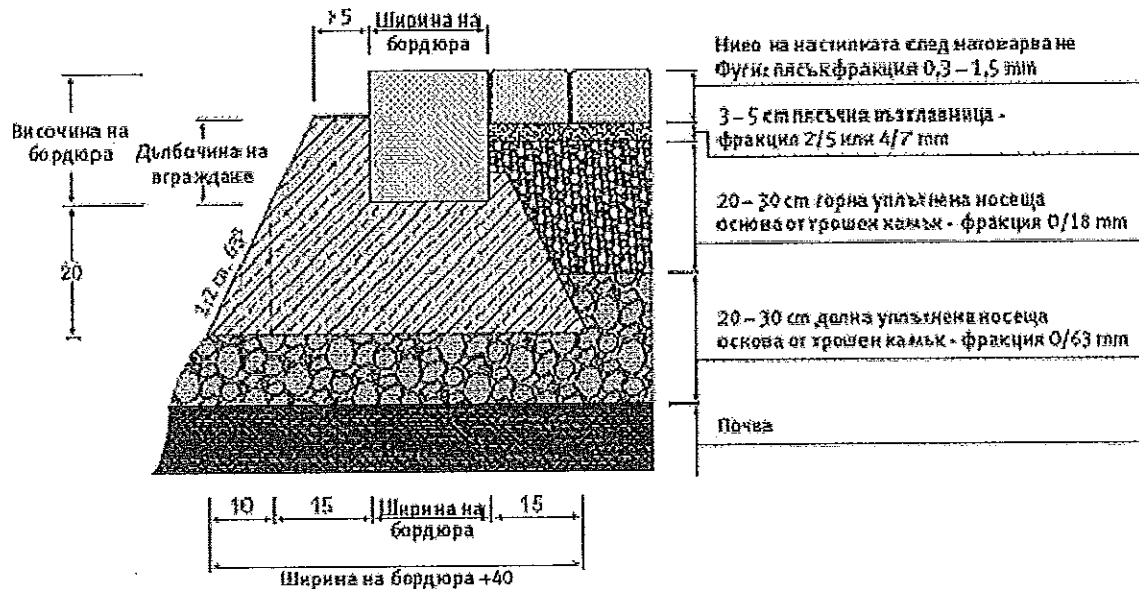 15
Ширина на
бордюра
Ниво на настилката след натоварване
Фуги: пясък фракция 0,3 – 1,5 mm
3 – 5 cm пясъчна възглавница -
фракция 2/5 или 4/7 mm
Височина на
бордюра
Дълбочина на
вграждане
20 – 30 cm горна уплътнена носеща
основа от трошен камък - фракция 0/18 mm
20
20 – 30 cm долна уплътнена носеща
основа от трошен камък - фракция 0/63 mm
Почва
10
15
Ширина на
бордюра
15
Ширина на бордюра +40